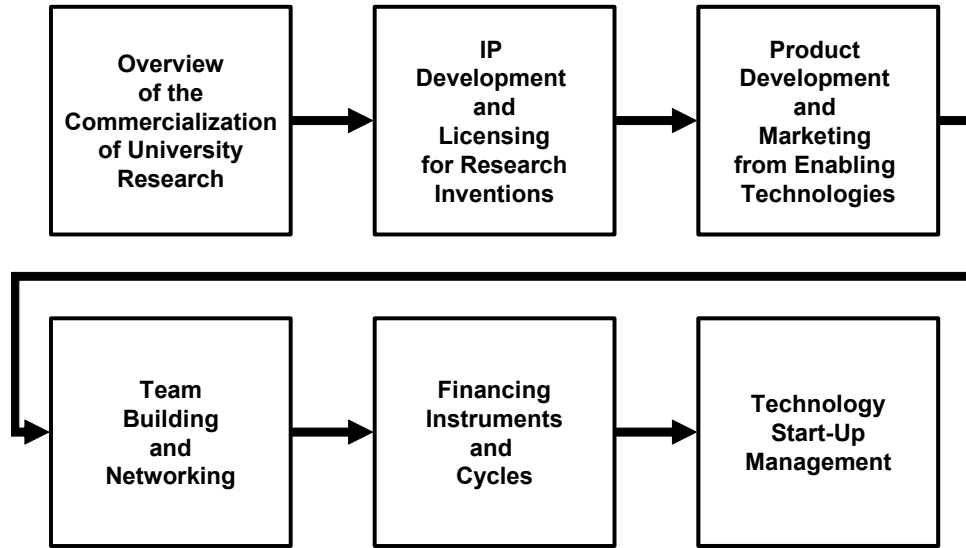 Overview
of the
Commercialization
of University
Research
IP
Development
and
Licensing
for Research
Inventions
Product
Development
and
Marketing
from Enabling
Technologies
Team
Building
and
Networking
Financing
Instruments
and
Cycles
Technology
Start-Up
Management